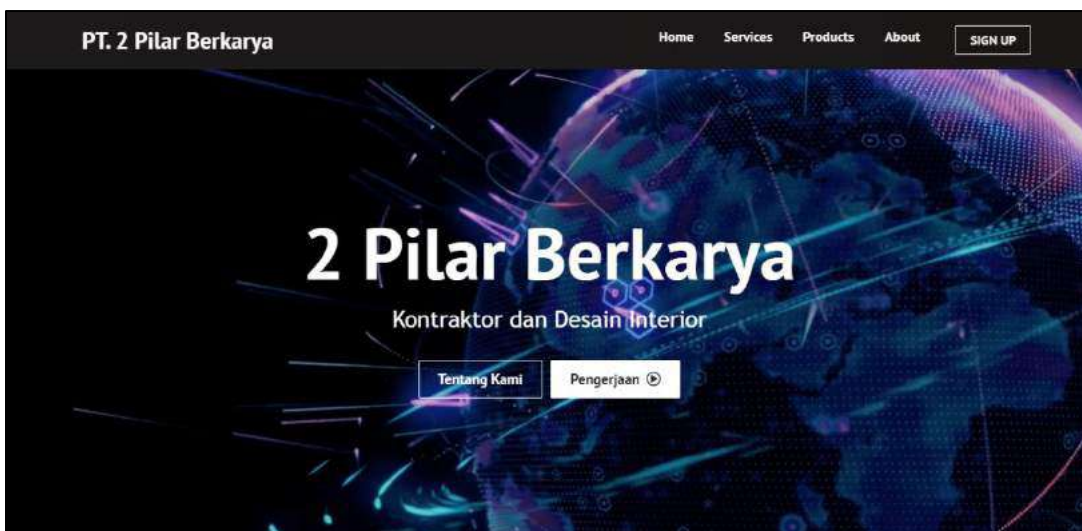 PT. 2 Pilar Berkarya
Home Services Products About SIGN UP
2 Pilar Berkarya
Kontraktor dan Desain Interior
Tentang Kami Pengerjaan